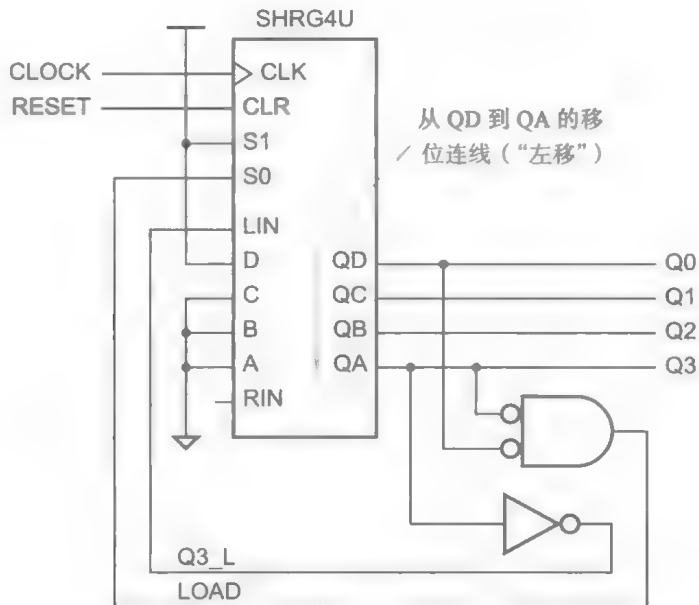 SHRG4U
CLOCK
RESET
CLK
CLR
S1
S0
LIN
D
C
B
A
RIN
QD
QC
QB
QA
从 QD 到 QA 的移
位连线（“左移”）
Q0
Q1
Q2
Q3
Q3_L
LOAD